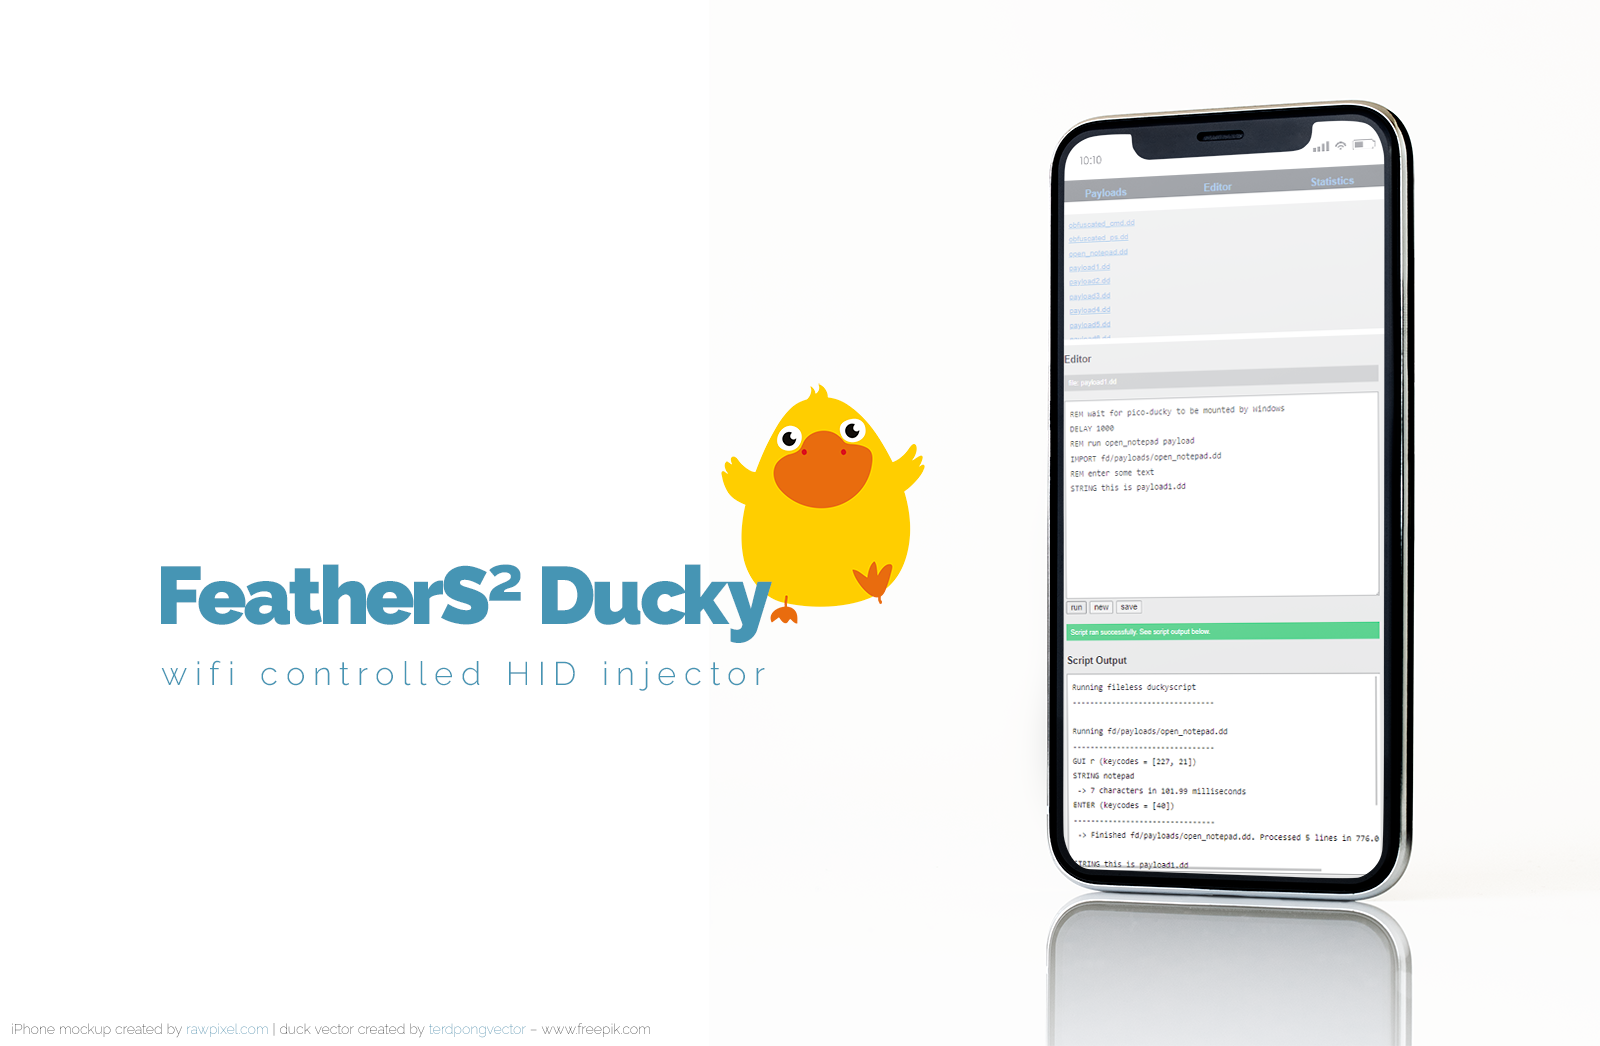 FeatherS² Ducky
wifi controlled HID injector
10:10
Payloads Editor Statistics
obfuscated_cmd.dd
obfuscated_ps.dd
open_notepad.dd
payload1.dd
payload2.dd
payload3.dd
payload4.dd
payload5.dd
Editor
file: payload1.dd
REM wait for pico-ducky to be mounted by Windows
DELAY 1000
REM run open_notepad payload
IMPORT fd/payloads/open_notepad.dd
REM enter some text
STRING this is payload1.dd
run new save
Script ran successfully. See script output below.
Script Output
Running fileless duckyscript
---------------------------------
Running fd/payloads/open_notepad.dd
---------------------------------
GUI r (keycodes = [227, 21])
STRING notepad
-> 7 characters in 101.99 milliseconds
ENTER (keycodes = [40])
---------------------------------
-> Finished fd/payloads/open_notepad.dd. Processed 5 lines in 776.0
STRING this is payload1.dd
iPhone mockup created by rawpixel.com | duck vector created by terdpongvector – www.freepik.com